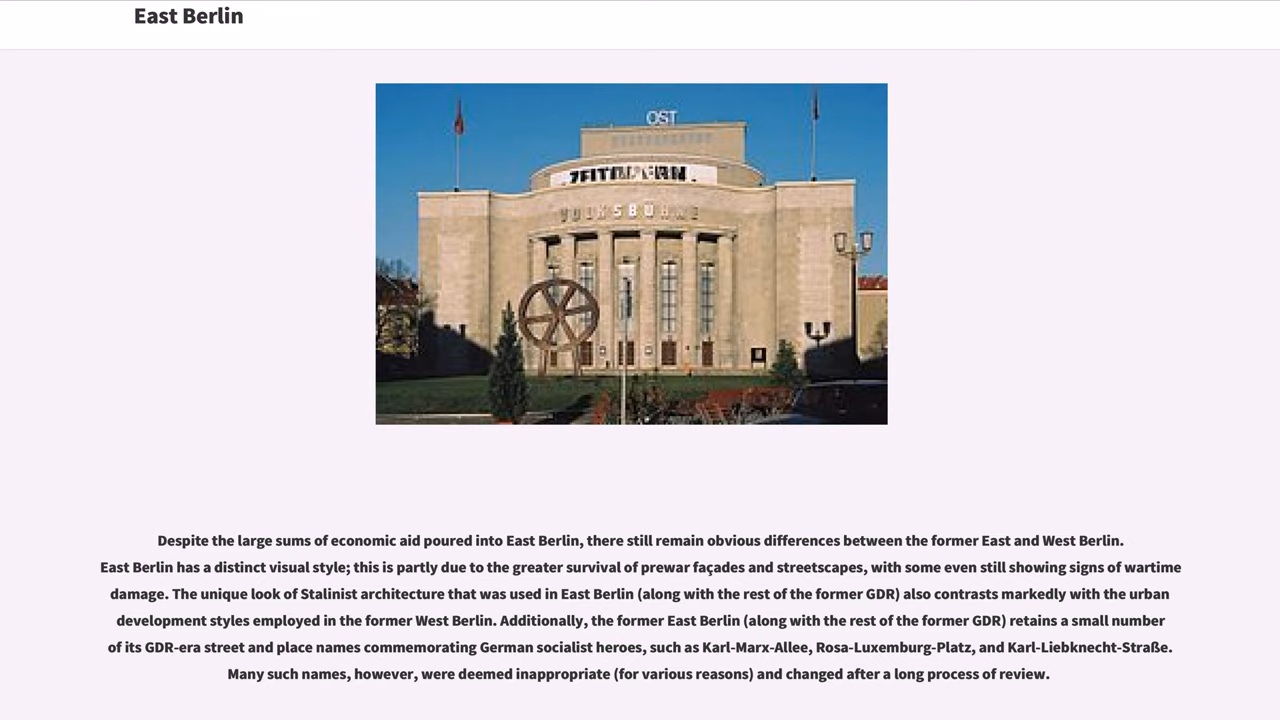 East Berlin
OST
VOLKSBÜHNE
Despite the large sums of economic aid poured into East Berlin, there still remain obvious differences between the former East and West Berlin.
East Berlin has a distinct visual style; this is partly due to the greater survival of prewar façades and streetscapes, with some even still showing signs of wartime
damage. The unique look of Stalinist architecture that was used in East Berlin (along with the rest of the former GDR) also contrasts markedly with the urban
development styles employed in the former West Berlin. Additionally, the former East Berlin (along with the rest of the former GDR) retains a small number
of its GDR-era street and place names commemorating German socialist heroes, such as Karl-Marx-Allee, Rosa-Luxemburg-Platz, and Karl-Liebknecht-Straße.
Many such names, however, were deemed inappropriate (for various reasons) and changed after a long process of review.